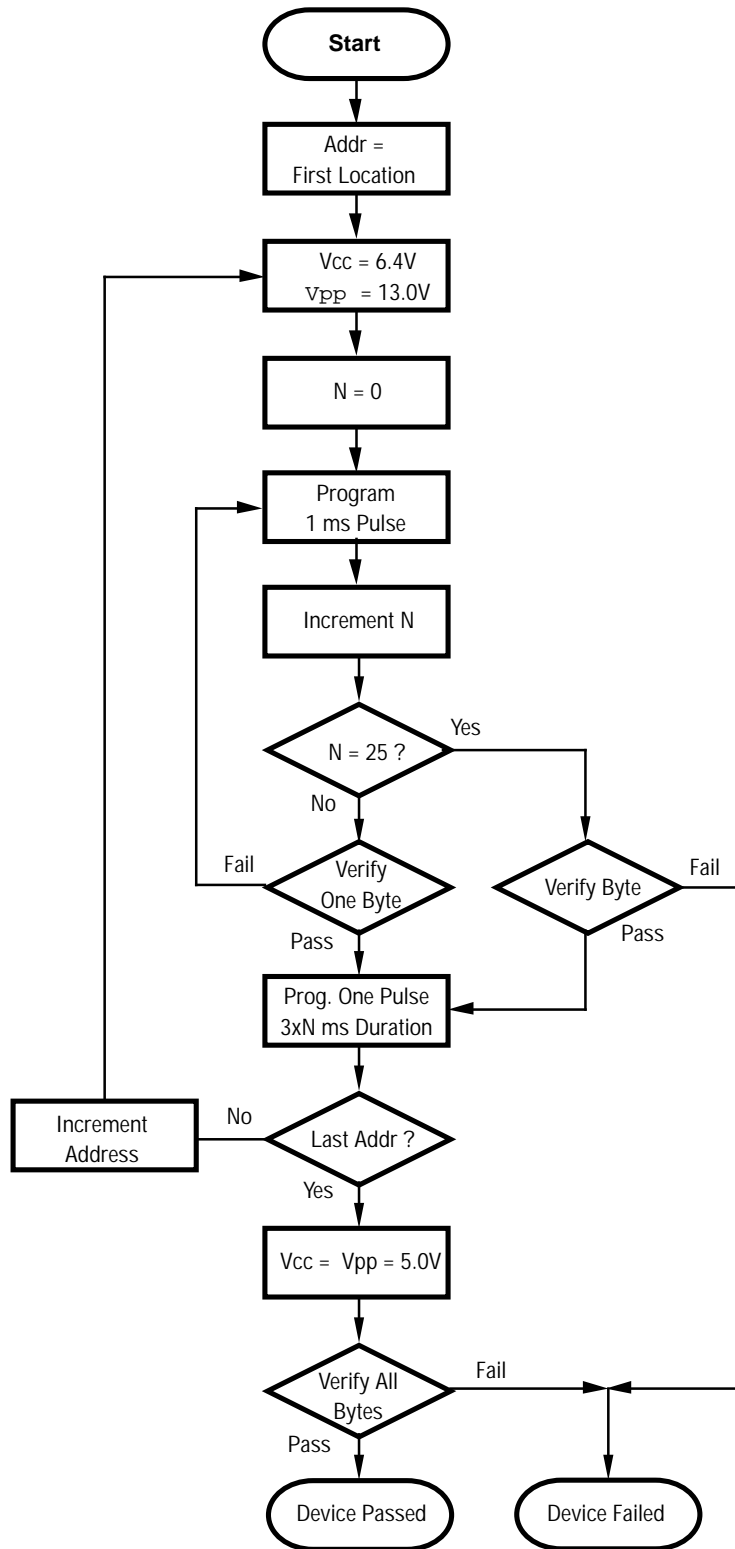 Start
Addr =
First Location
Vcc = 6.4V
Vpp = 13.0V
N = 0
Program
1 ms Pulse
Increment N
N = 25 ?
Yes
No
Fail
Verify
One Byte
Verify Byte
Fail
Pass
Pass
Prog. One Pulse
3xN ms Duration
Increment
Address
No
Last Addr ?
Yes
Vcc = Vpp = 5.0V
Verify All
Bytes
Fail
Pass
Device Passed
Device Failed